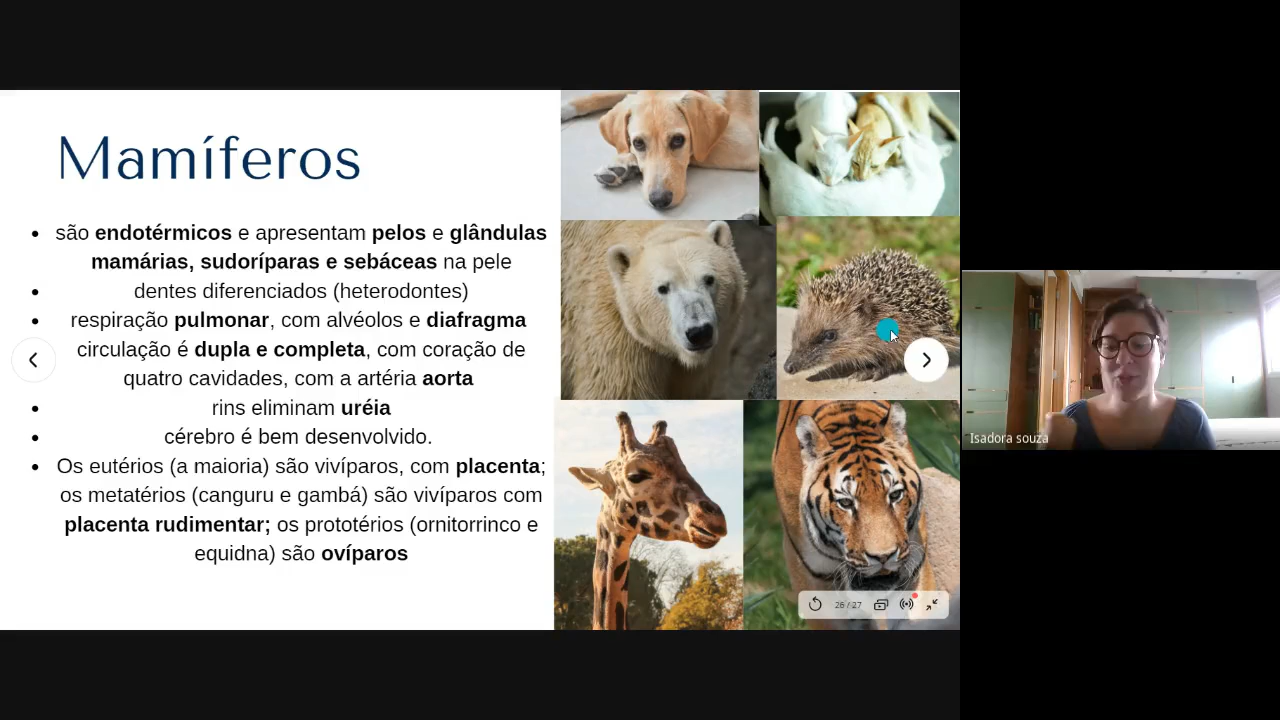 Mamíferos
• são endotérmicos e apresentam pelos e glândulas
mamárias, sudoríparas e sebáceas na pele
• dentes diferenciados (heterodontes)
• respiração pulmonar, com alvéolos e diafragma
circulação é dupla e completa, com coração de
quatro cavidades, com a artéria aorta
• rins eliminam uréia
• cérebro é bem desenvolvido.
• Os eutérios (a maioria) são vivíparos, com placenta;
os metatérios (canguru e gambá) são vivíparos com
placenta rudimentar; os prototérios (ornitorrinco e
equidna) são ovíparos
26 / 27
Isadora souza